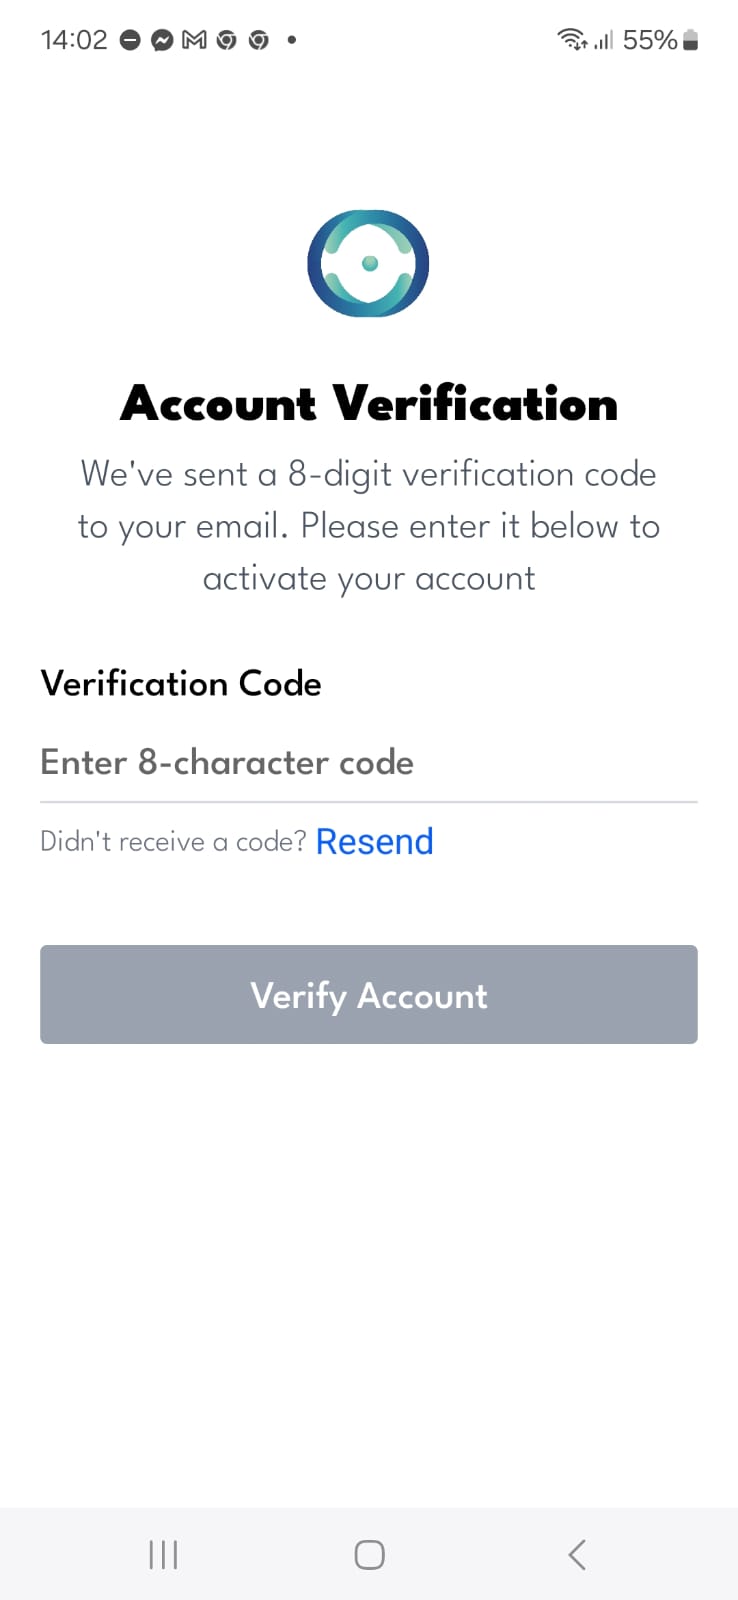 14:02
55%
Account Verification
We've sent a 8-digit verification code
to your email. Please enter it below to
activate your account
Verification Code
Enter 8-character code
Didn't receive a code? Resend
Verify Account